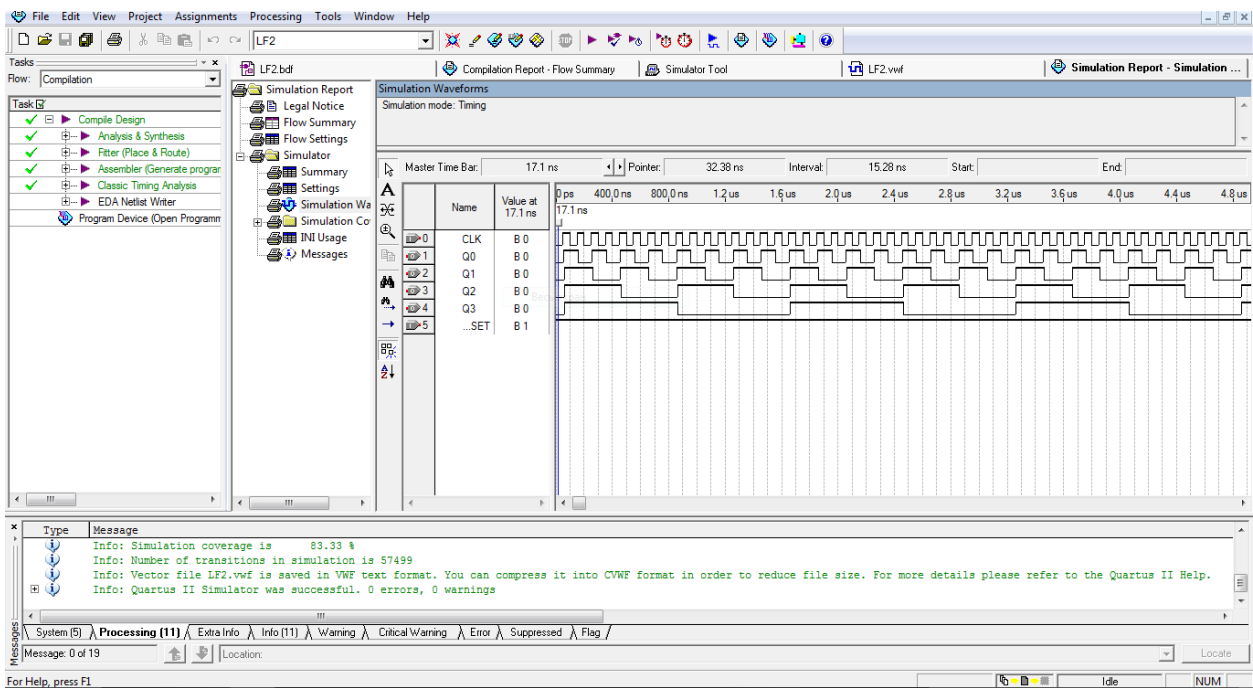 File Edit View Project Assignments Processing Tools Window Help
LF2
Tasks
Flow: Compilation
Task
Compile Design
Analysis & Synthesis
Fitter (Place & Route)
Assembler (Generate program
Classic Timing Analysis
EDA Netlist Writer
Program Device (Open Programm
LF2.bdf
Compilation Report - Flow Summary
Simulator Tool
LF2.vwf
Simulation Report - Simulation ...
Simulation Report
Legal Notice
Flow Summary
Flow Settings
Simulator
Summary
Settings
Simulation Wa
Simulation Co
INI Usage
Messages
Simulation Waveforms
Simulation mode: Timing
Master Time Bar: 17.1 ns Pointer: 32.38 ns Interval: 15.28 ns Start: End:
Name Value at 17.1 ns
0 ps 400.0 ns 800.0 ns 1.2 us 1.6 us 2.0 us 2.4 us 2.8 us 3.2 us 3.6 us 4.0 us 4.4 us 4.8 us
17.1 ns
0 CLK B 0
1 Q0 B 0
2 Q1 B 0
3 Q2 B 0
4 Q3 B 0
5 ...SET B 1
Type Message
Info: Simulation coverage is 83.33 %
Info: Number of transitions in simulation is 57499
Info: Vector file LF2.vwf is saved in VWF text format. You can compress it into CVWF format in order to reduce file size. For more details please refer to the Quartus II Help.
Info: Quartus II Simulator was successful. 0 errors, 0 warnings
System (5) Processing (11) Extra Info Info (11) Warning Critical Warning Error Suppressed Flag
Messages
Message: 0 of 19 Location: Locate
For Help, press F1 Idle NUM